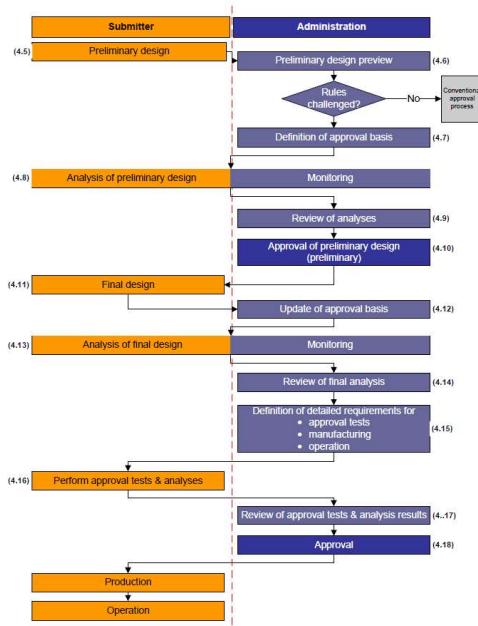 Submitter
Administration
(4.5)
Preliminary design
Preliminary design preview
(4.6)
Rules
challenged?
No
Conventional
approval
process
Definition of approval basis
(4.7)
(4.8)
Analysis of preliminary design
Monitoring
Review of analyses
(4.9)
Approval of preliminary design
(preliminary)
(4.10)
(4.11)
Final design
Update of approval basis
(4.12)
(4.13)
Analysis of final design
Monitoring
Review of final analysis
(4.14)
Definition of detailed requirements for
• approval tests
• manufacturing
• operation
(4.15)
(4.16)
Perform approval tests & analyses
Review of approval tests & analysis results
(4..17)
Approval
(4.18)
Production
Operation